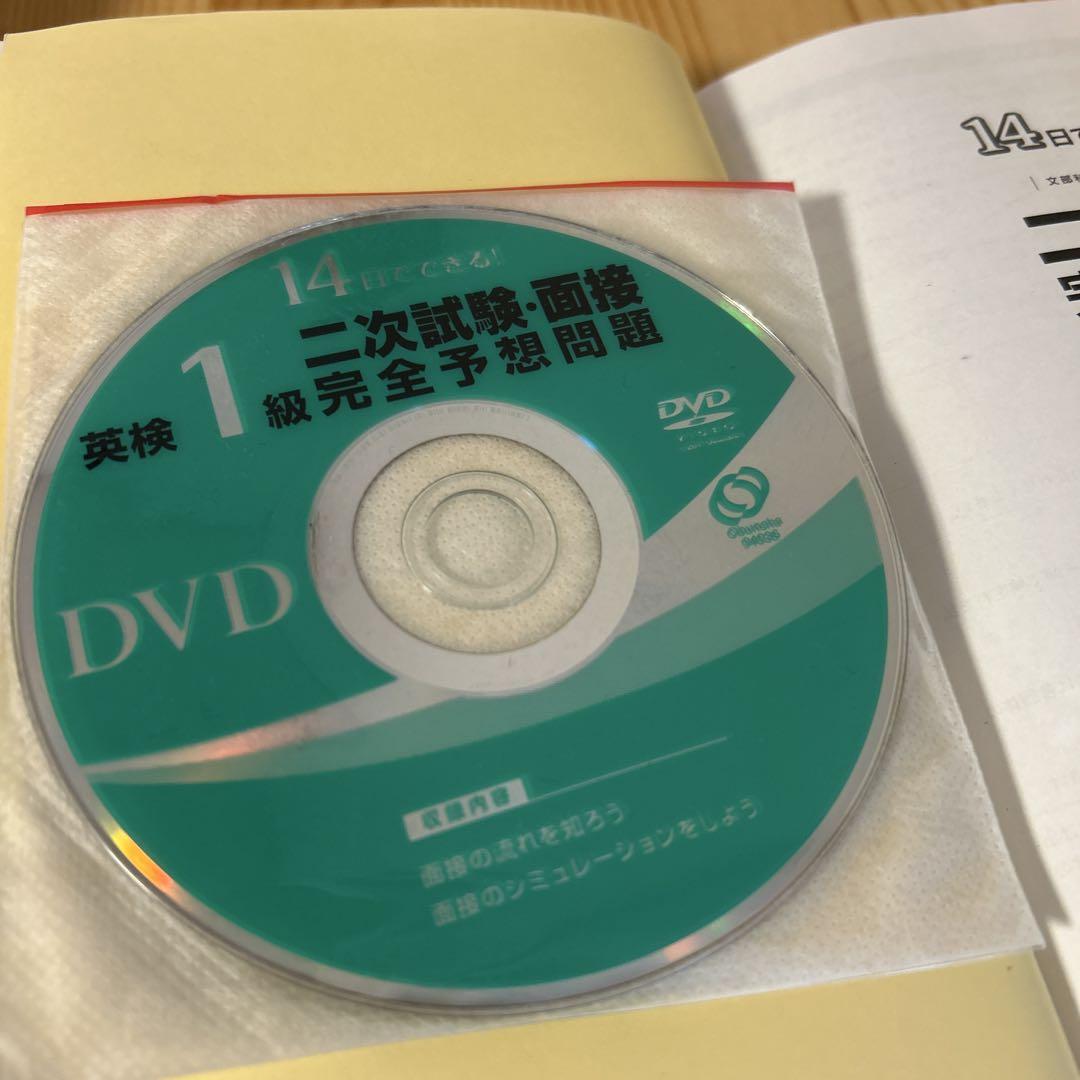 14日でできる!
二次試験・面接
英検1級完全予想問題
DVD
DVD
収録内容
面接の流れを知ろう
面接のシミュレーションをしよう
14日で
文部科